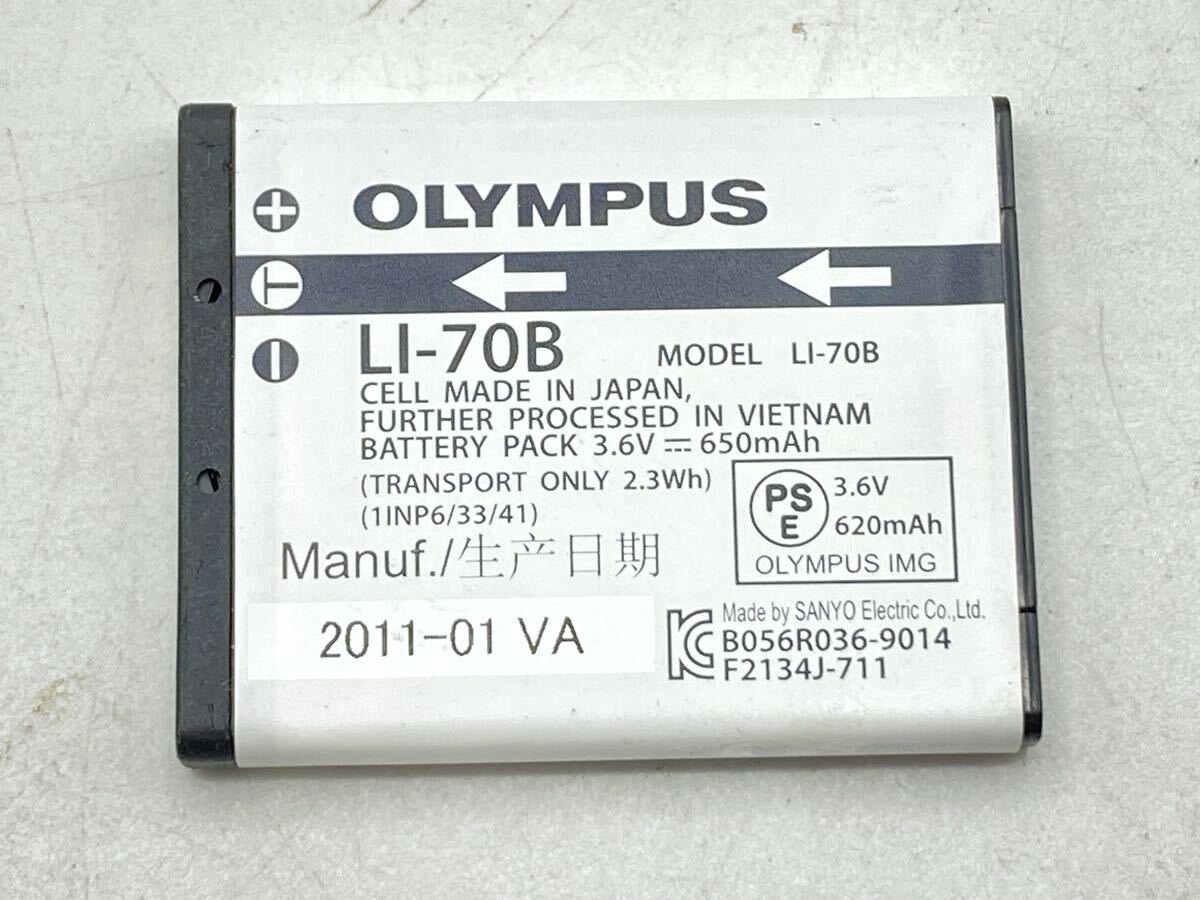 OLYMPUS
LI-70B
MODEL LI-70B
CELL MADE IN JAPAN,
FURTHER PROCESSED IN VIETNAM
BATTERY PACK 3.6V ⎓ 650mAh
(TRANSPORT ONLY 2.3Wh)
(1INP6/33/41)
PS
E
3.6V
620mAh
OLYMPUS IMG
Manuf./生产日期
2011-01 VA
Made by SANYO Electric Co.,Ltd.
B056R036-9014
F2134J-711